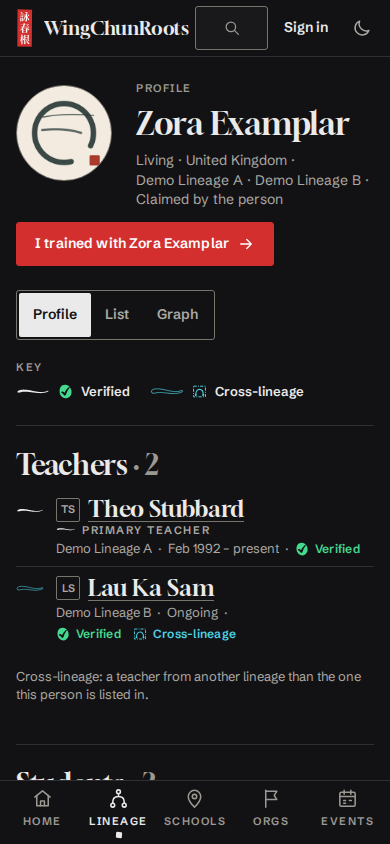 詠春根
WingChunRoots
Sign in
PROFILE
Zora Examplar
Living · United Kingdom ·
Demo Lineage A · Demo Lineage B ·
Claimed by the person
I trained with Zora Examplar →
Profile
List
Graph
KEY
Verified
Cross-lineage
Teachers · 2
TS Theo Stubbard
PRIMARY TEACHER
Demo Lineage A · Feb 1992 – present · Verified
LS Lau Ka Sam
Demo Lineage B · Ongoing ·
Verified Cross-lineage
Cross-lineage: a teacher from another lineage than the one
this person is listed in.
Students · 2
HOME
LINEAGE
SCHOOLS
ORGS
EVENTS